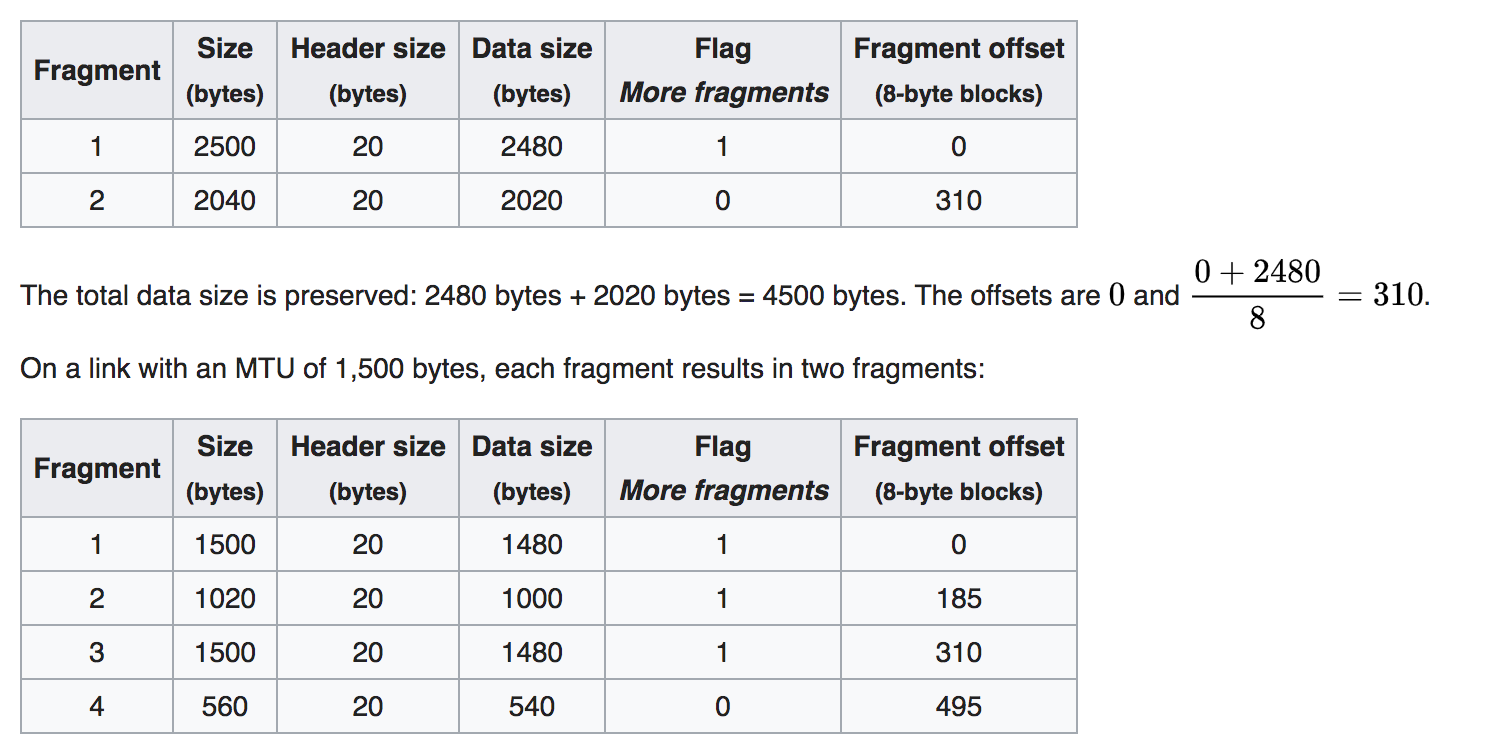 Fragment Size (bytes) Header size (bytes) Data size (bytes) Flag More fragments Fragment offset (8-byte blocks)
1 2500 20 2480 1 0
2 2040 20 2020 0 310
The total data size is preserved: 2480 bytes + 2020 bytes = 4500 bytes. The offsets are 0 and (0 + 2480)/8 = 310.
On a link with an MTU of 1,500 bytes, each fragment results in two fragments:
Fragment Size (bytes) Header size (bytes) Data size (bytes) Flag More fragments Fragment offset (8-byte blocks)
1 1500 20 1480 1 0
2 1020 20 1000 1 185
3 1500 20 1480 1 310
4 560 20 540 0 495